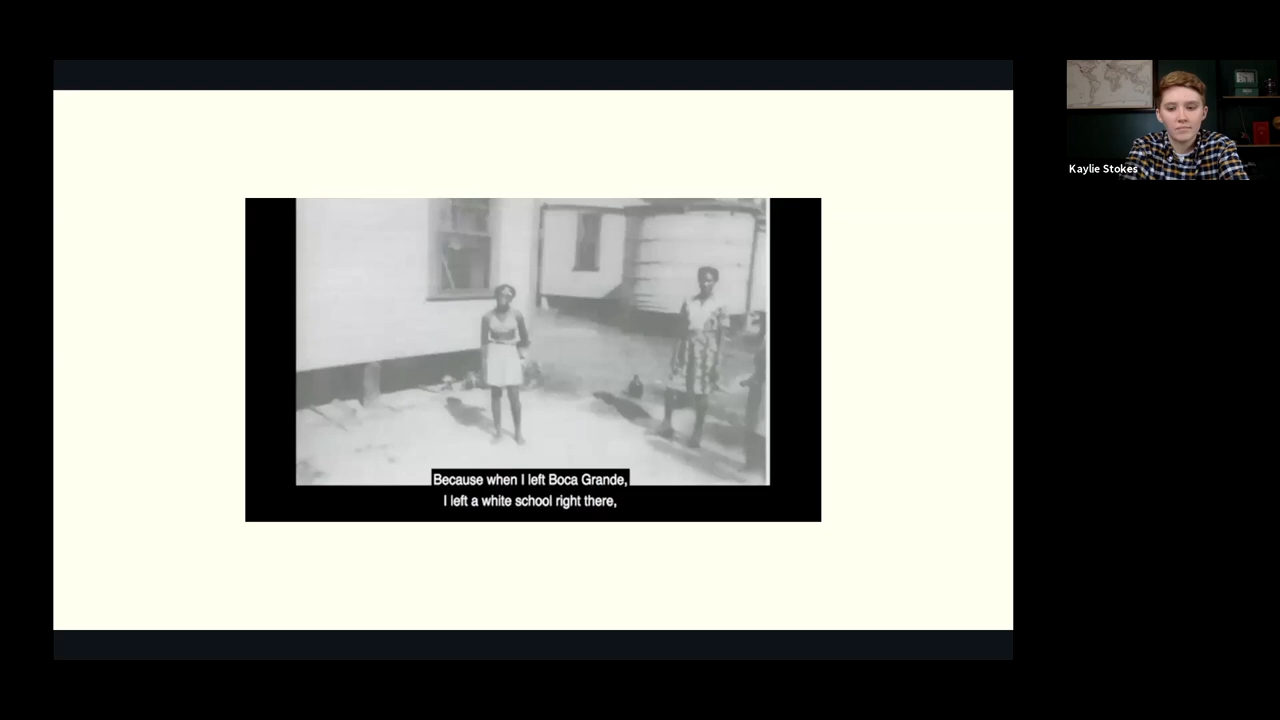 Kaylie Stokes
Because when I left Boca Grande,
I left a white school right there,